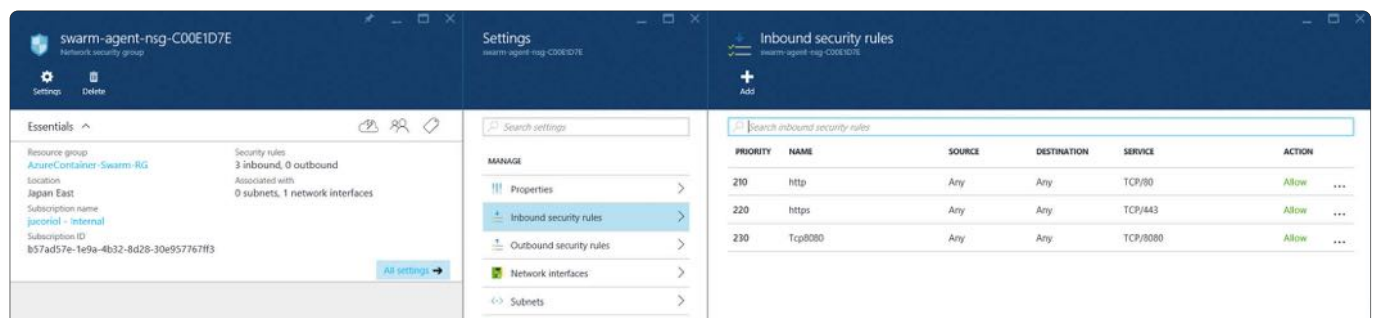 swarm-agent-nsg-C00E1D7E
Network security group
Settings
Delete
Essentials
Resource group
AzureContainer-Swarm-RG
Location
Japan East
Subscription name
jucoriol - Internal
Subscription ID
b57ad57e-1e9a-4b32-8d28-30e957767ff3
Security rules
3 inbound, 0 outbound
Associated with
0 subnets, 1 network interfaces
All settings
Settings
swarm-agent-nsg-C00E1D7E
Search settings
MANAGE
Properties
Inbound security rules
Outbound security rules
Network interfaces
Subnets
Inbound security rules
swarm-agent-nsg-C00E1D7E
Add
Search inbound security rules
PRIORITY NAME SOURCE DESTINATION SERVICE ACTION
210 http Any Any TCP/80 Allow ...
220 https Any Any TCP/443 Allow ...
230 Tcp8080 Any Any TCP/8080 Allow ...